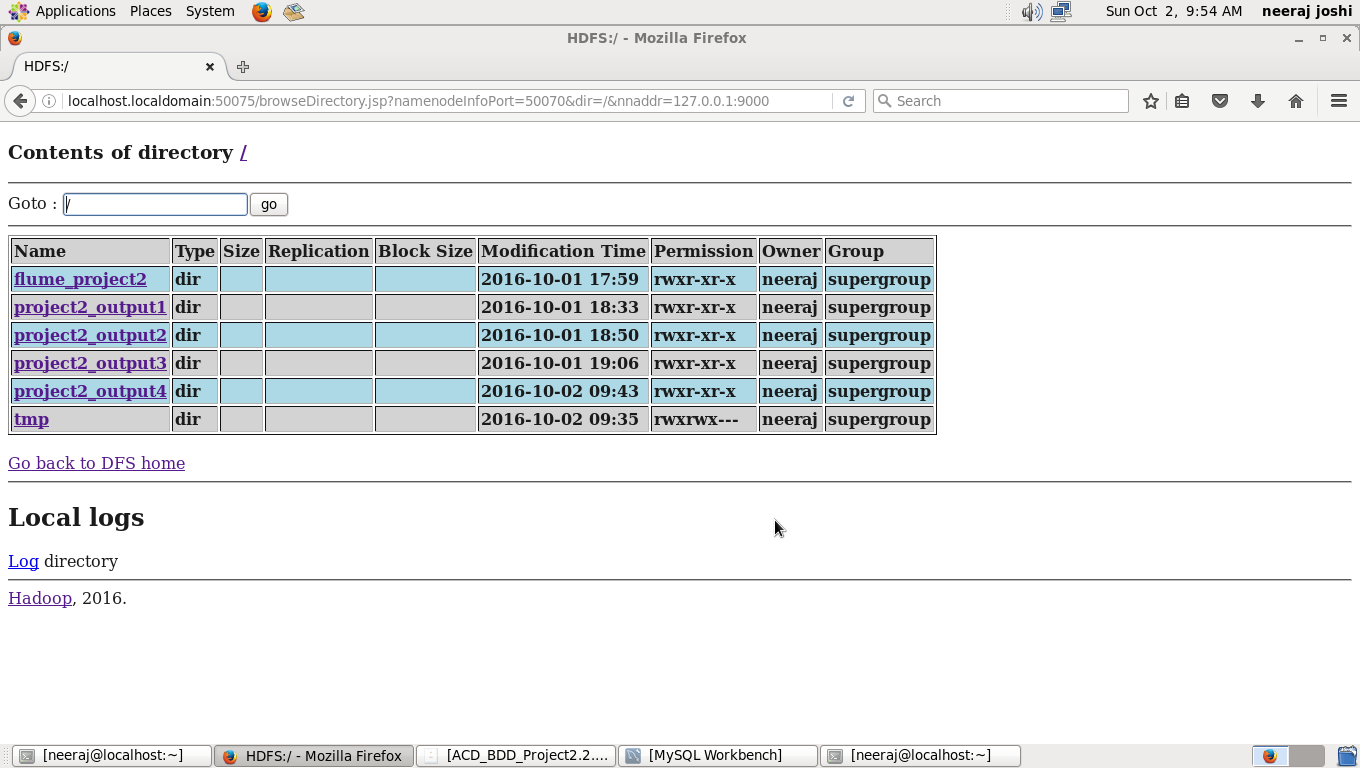 Applications Places System Sun Oct 2, 9:54 AM neeraj joshi
HDFS:/ - Mozilla Firefox
HDFS:/
localhost.localdomain:50075/browseDirectory.jsp?namenodeInfoPort=50070&dir=/&nnaddr=127.0.0.1:9000 Search
Contents of directory /
Goto : / go
Name Type Size Replication Block Size Modification Time Permission Owner Group
flume_project2 dir 2016-10-01 17:59 rwxr-xr-x neeraj supergroup
project2_output1 dir 2016-10-01 18:33 rwxr-xr-x neeraj supergroup
project2_output2 dir 2016-10-01 18:50 rwxr-xr-x neeraj supergroup
project2_output3 dir 2016-10-01 19:06 rwxr-xr-x neeraj supergroup
project2_output4 dir 2016-10-02 09:43 rwxr-xr-x neeraj supergroup
tmp dir 2016-10-02 09:35 rwxrwx--- neeraj supergroup
Go back to DFS home
Local logs
Log directory
Hadoop, 2016.
[neeraj@localhost:~] HDFS:/ - Mozilla Firefox [ACD_BDD_Project2.2.... [MySQL Workbench] [neeraj@localhost:~]